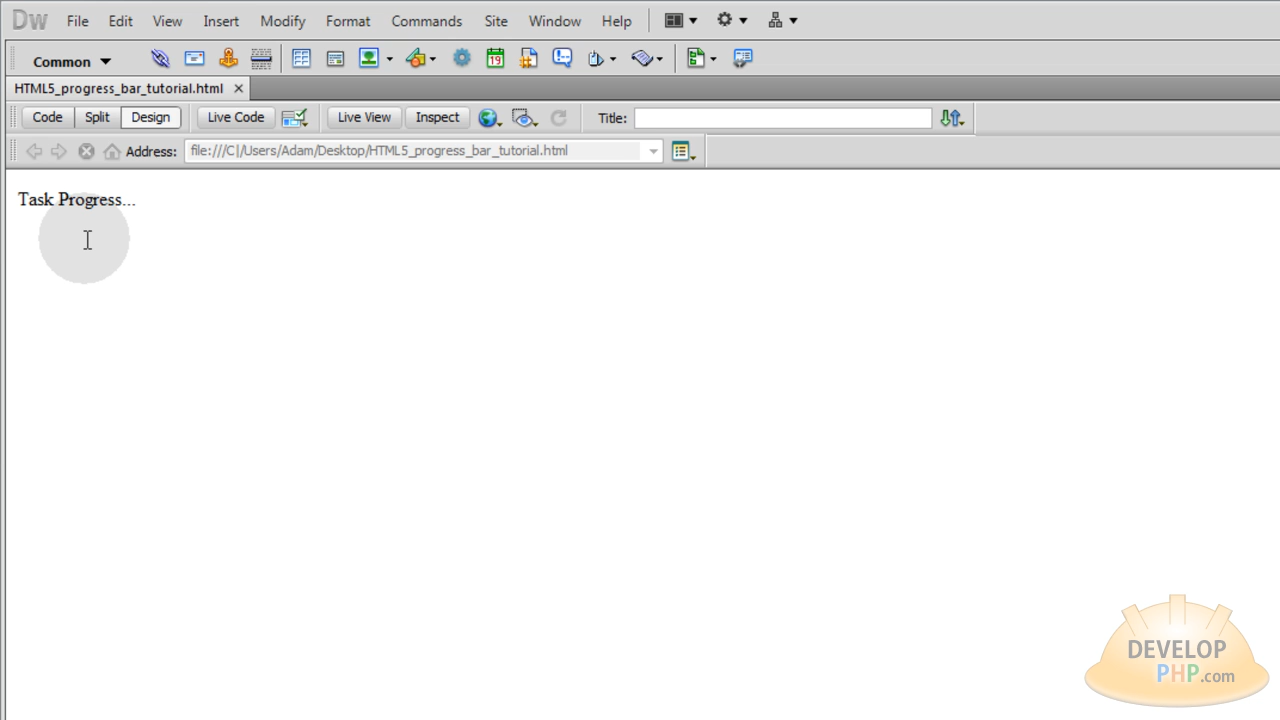 Dw File Edit View Insert Modify Format Commands Site Window Help
Common 19
HTML5_progress_bar_tutorial.html
Code Split Design Live Code Live View Inspect Title:
Address: file:///C|/Users/Adam/Desktop/HTML5_progress_bar_tutorial.html
Task Progress...
DEVELOP
PHP.com